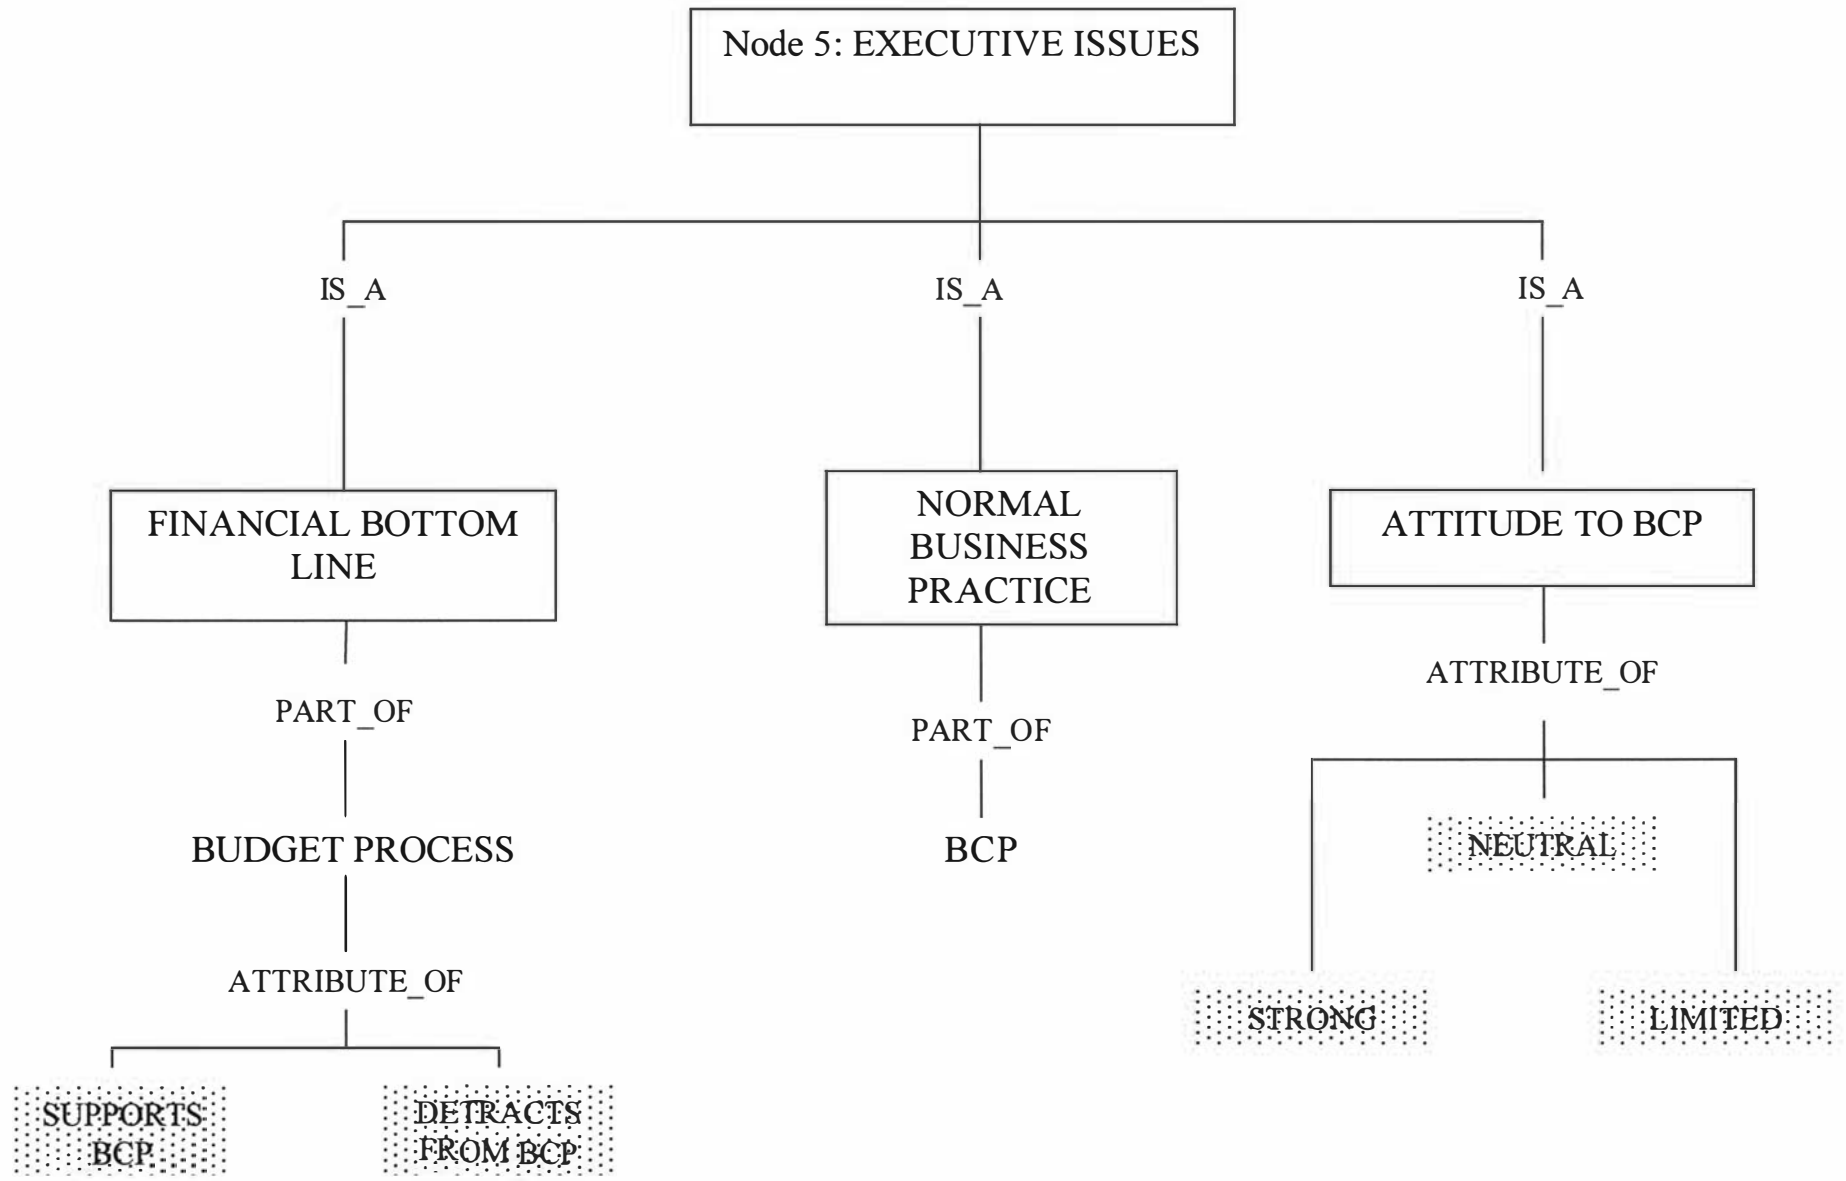 Node 5: EXECUTIVE ISSUES
IS_A
IS_A
IS_A
FINANCIAL BOTTOM
LINE
NORMAL
BUSINESS
PRACTICE
ATTITUDE TO BCP
PART_OF
PART_OF
ATTRIBUTE_OF
BUDGET PROCESS
BCP
NEUTRAL
ATTRIBUTE_OF
STRONG
LIMITED
SUPPORTS
BCP
DETRACTS
FROM BCP